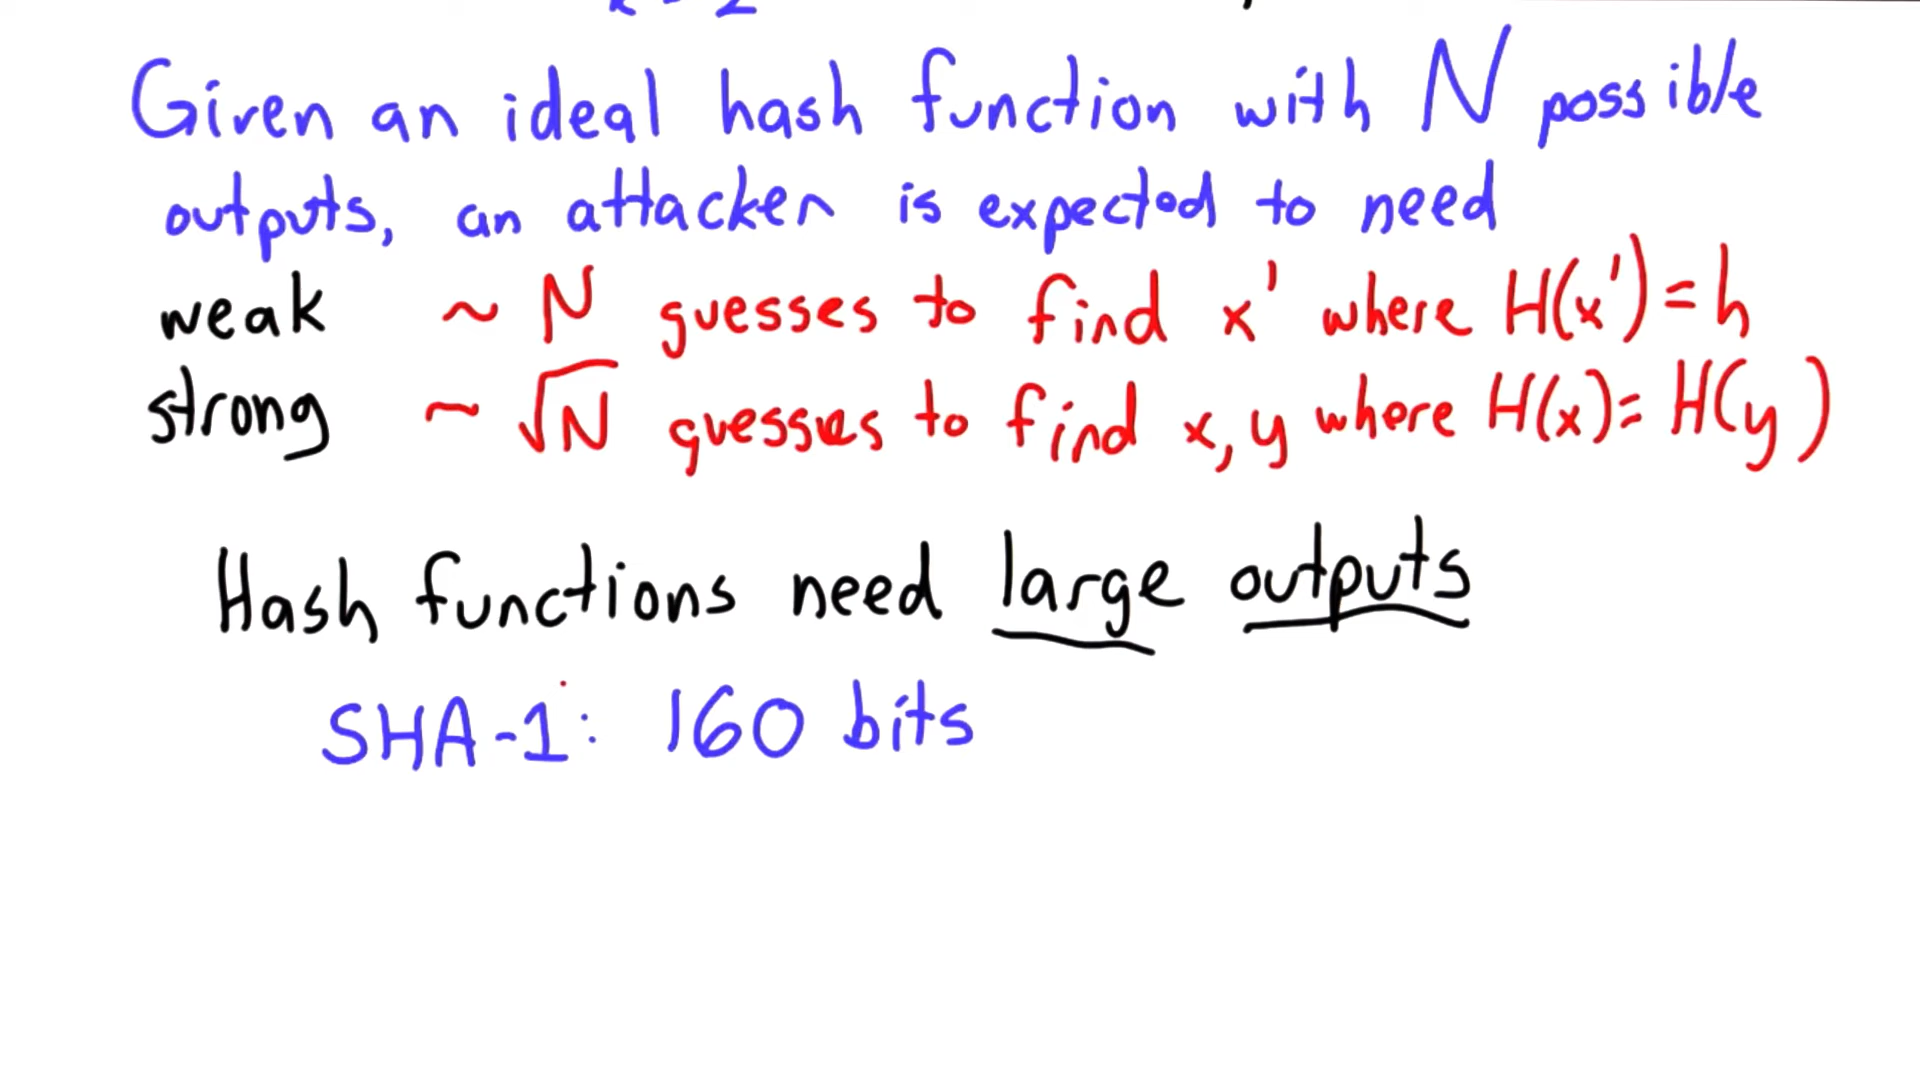 Given an ideal hash function with N possible
outputs, an attacker is expected to need
weak ~ N guesses to find x' where H(x') = h
strong ~ √N guesses to find x, y where H(x) = H(y)
Hash functions need large outputs
SHA-1: 160 bits